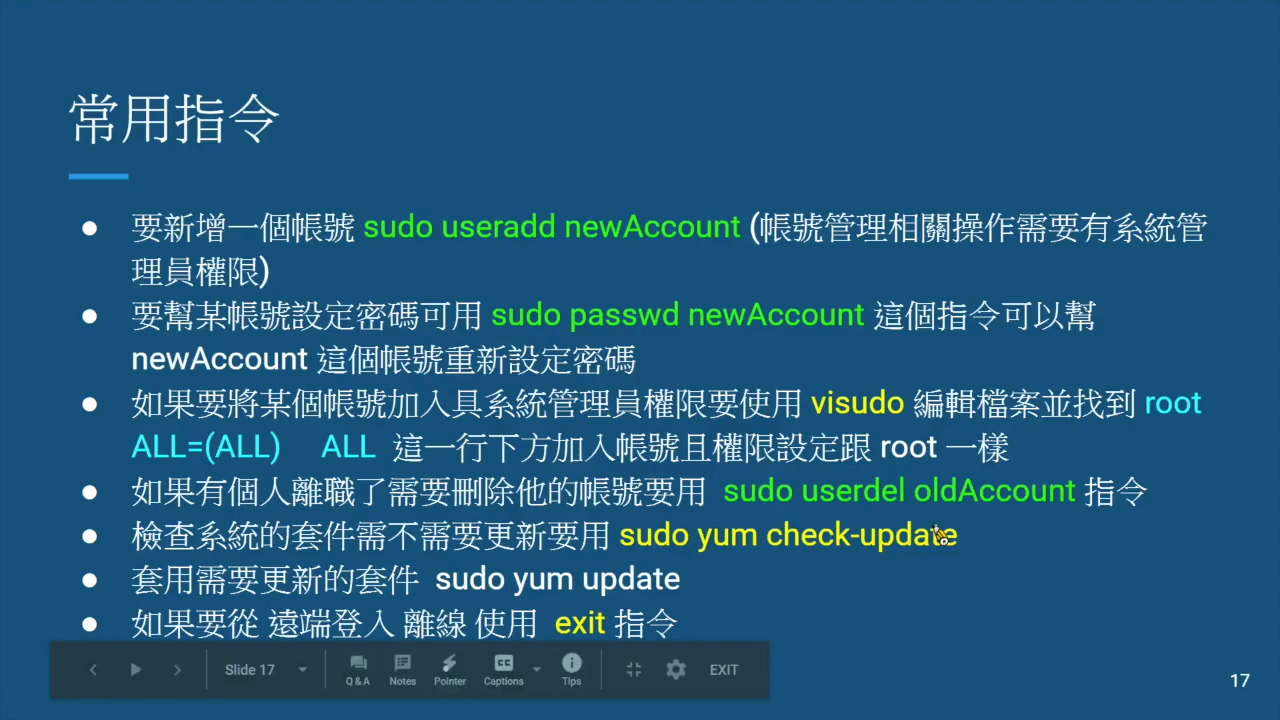 常用指令
● 要新增一個帳號 sudo useradd newAccount (帳號管理相關操作需要有系統管
理員權限)
● 要幫某帳號設定密碼可用 sudo passwd newAccount 這個指令可以幫
newAccount 這個帳號重新設定密碼
● 如果要將某個帳號加入具系統管理員權限要使用 visudo 編輯檔案並找到 root
ALL=(ALL) ALL 這一行下方加入帳號且權限設定跟 root 一樣
● 如果有個人離職了需要刪除他的帳號要用 sudo userdel oldAccount 指令
● 檢查系統的套件需不需要更新要用 sudo yum check-update
● 套用需要更新的套件 sudo yum update
● 如果要從 遠端登入 離線 使用 exit 指令
Slide 17 Q&A Notes Pointer CC Captions Tips EXIT
17